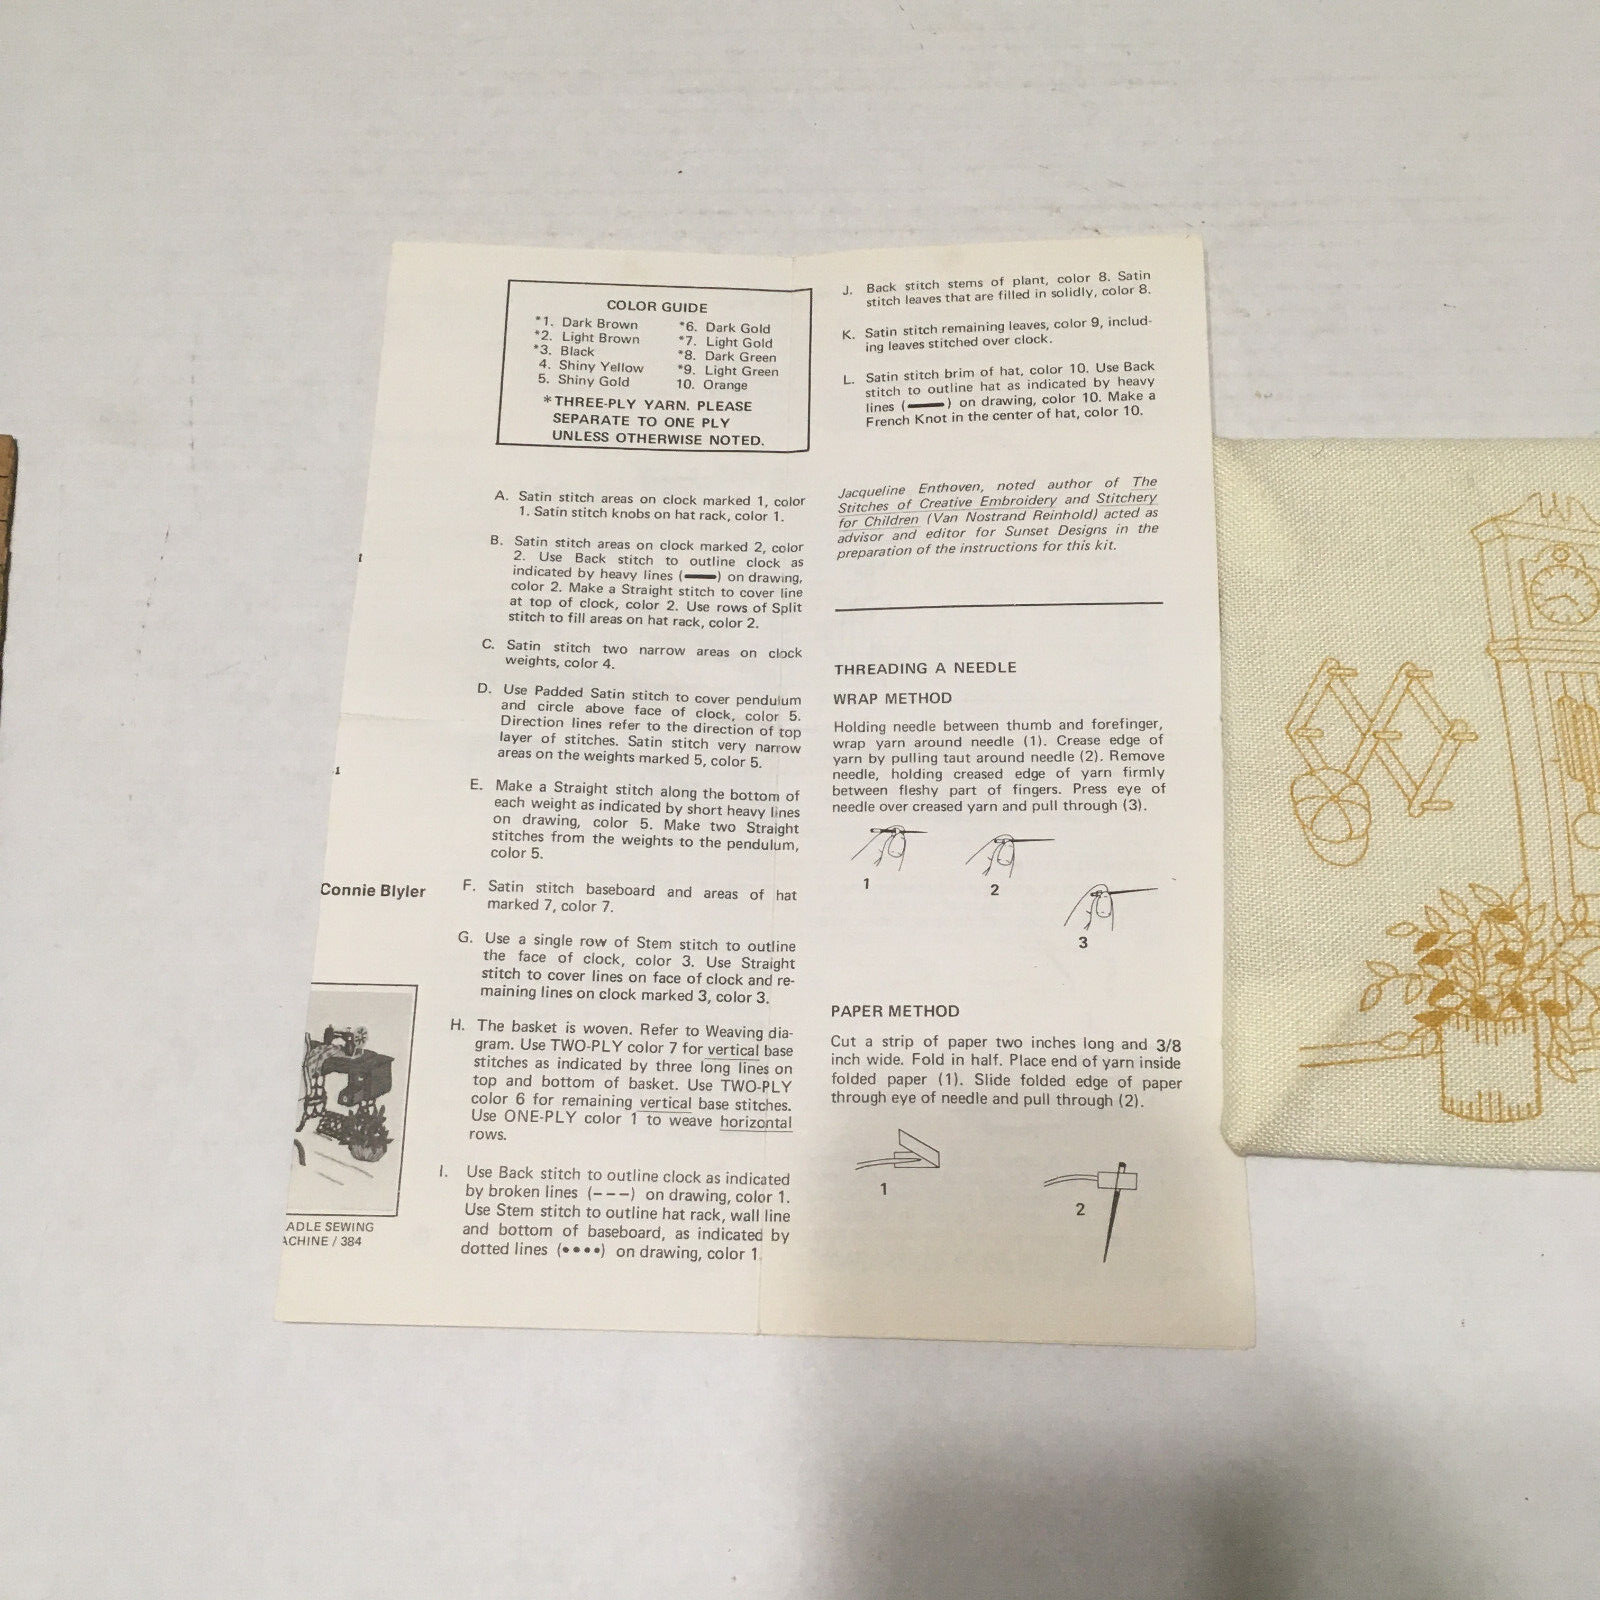 COLOR GUIDE
*1. Dark Brown
*2. Light Brown
*3. Black
4. Shiny Yellow
5. Shiny Gold
*6. Dark Gold
*7. Light Gold
*8. Dark Green
*9. Light Green
10. Orange
* THREE-PLY YARN. PLEASE
SEPARATE TO ONE PLY
UNLESS OTHERWISE NOTED.
A. Satin stitch areas on clock marked 1, color
1. Satin stitch knobs on hat rack, color 1.
B. Satin stitch areas on clock marked 2, color
2. Use Back stitch to outline clock as
indicated by heavy lines (—) on drawing,
color 2. Make a Straight stitch to cover line
at top of clock, color 2. Use rows of Split
stitch to fill areas on hat rack, color 2.
C. Satin stitch two narrow areas on clock
weights, color 4.
D. Use Padded Satin stitch to cover pendulum
and circle above face of clock, color 5.
Direction lines refer to the direction of top
layer of stitches. Satin stitch very narrow
areas on the weights marked 5, color 5.
E. Make a Straight stitch along the bottom of
each weight as indicated by short heavy lines
on drawing, color 5. Make two Straight
stitches from the weights to the pendulum,
color 5.
F. Satin stitch baseboard and areas of hat
marked 7, color 7.
G. Use a single row of Stem stitch to outline
the face of clock, color 3. Use Straight
stitch to cover lines on face of clock and re-
maining lines on clock marked 3, color 3.
H. The basket is woven. Refer to Weaving dia-
gram. Use TWO-PLY color 7 for vertical base
stitches as indicated by three long lines on
top and bottom of basket. Use TWO-PLY
color 6 for remaining vertical base stitches.
Use ONE-PLY color 1 to weave horizontal
rows.
I. Use Back stitch to outline clock as indicated
by broken lines (---) on drawing, color 1.
Use Stem stitch to outline hat rack, wall line
and bottom of baseboard, as indicated by
dotted lines (••••) on drawing, color 1.
Connie Blyler
ADLE SEWING
ACHINE / 384
J. Back stitch stems of plant, color 8. Satin
stitch leaves that are filled in solidly, color 8.
K. Satin stitch remaining leaves, color 9, includ-
ing leaves stitched over clock.
L. Satin stitch brim of hat, color 10. Use Back
stitch to outline hat as indicated by heavy
lines (—) on drawing, color 10. Make a
French Knot in the center of hat, color 10.
Jacqueline Enthoven, noted author of The
Stitches of Creative Embroidery and Stitchery
for Children (Van Nostrand Reinhold) acted as
advisor and editor for Sunset Designs in the
preparation of the instructions for this kit.
THREADING A NEEDLE
WRAP METHOD
Holding needle between thumb and forefinger,
wrap yarn around needle (1). Crease edge of
yarn by pulling taut around needle (2). Remove
needle, holding creased edge of yarn firmly
between fleshy part of fingers. Press eye of
needle over creased yarn and pull through (3).
1
2
3
PAPER METHOD
Cut a strip of paper two inches long and 3/8
inch wide. Fold in half. Place end of yarn inside
folded paper (1). Slide folded edge of paper
through eye of needle and pull through (2).
1
2